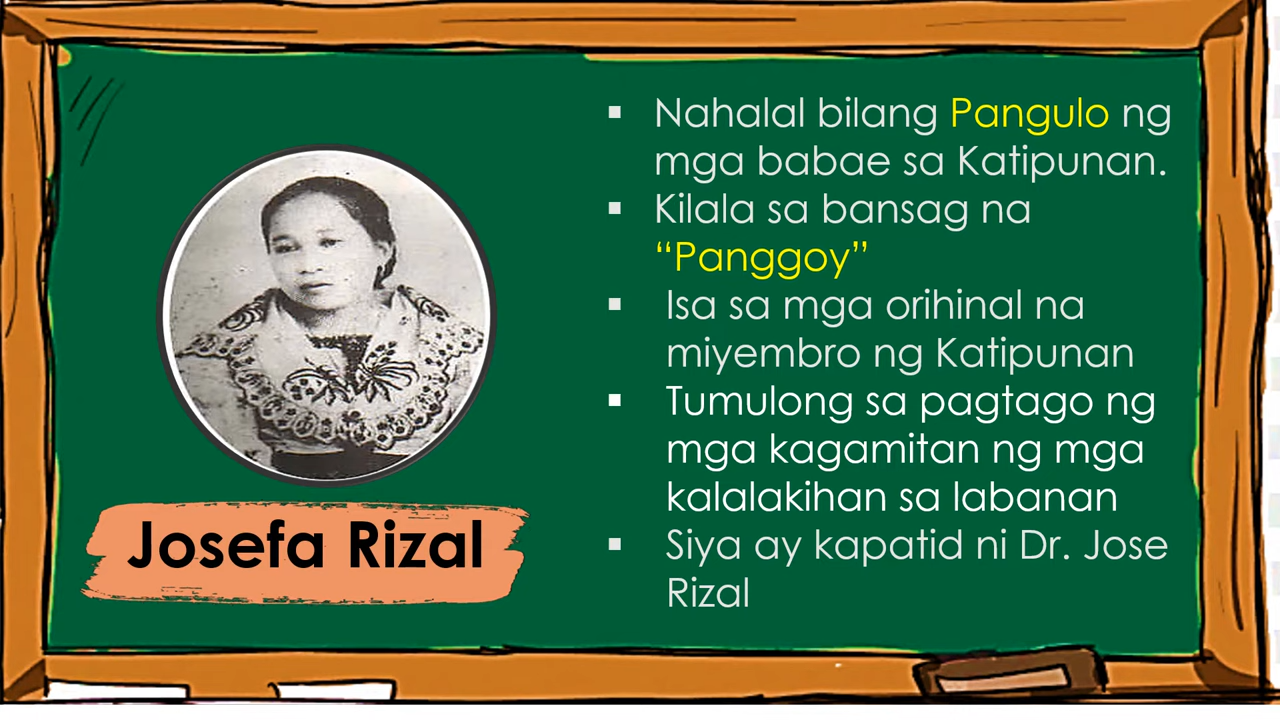 ▪ Nahalal bilang Pangulo ng
mga babae sa Katipunan.
▪ Kilala sa bansag na
“Panggoy”
▪ Isa sa mga orihinal na
miyembro ng Katipunan
▪ Tumulong sa pagtago ng
mga kagamitan ng mga
kalalakihan sa labanan
▪ Siya ay kapatid ni Dr. Jose
Rizal
Josefa Rizal